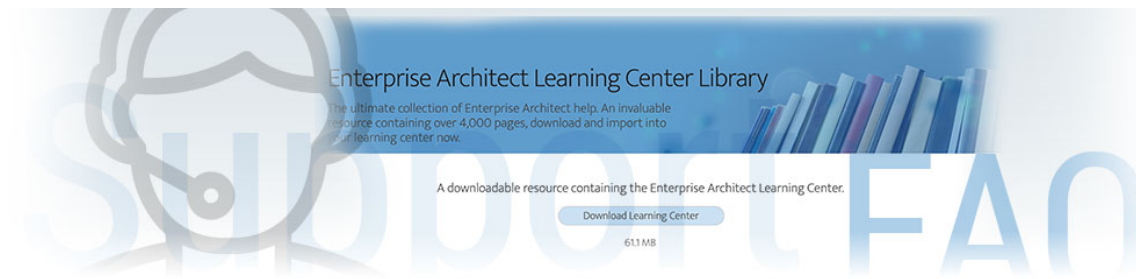 Enterprise Architect Learning Center Library
The ultimate collection of Enterprise Architect help. An invaluable
resource containing over 4,000 pages, download and import into
your learning center now.
A downloadable resource containing the Enterprise Architect Learning Center.
Download Learning Center
61.1 MB
Support FAQ